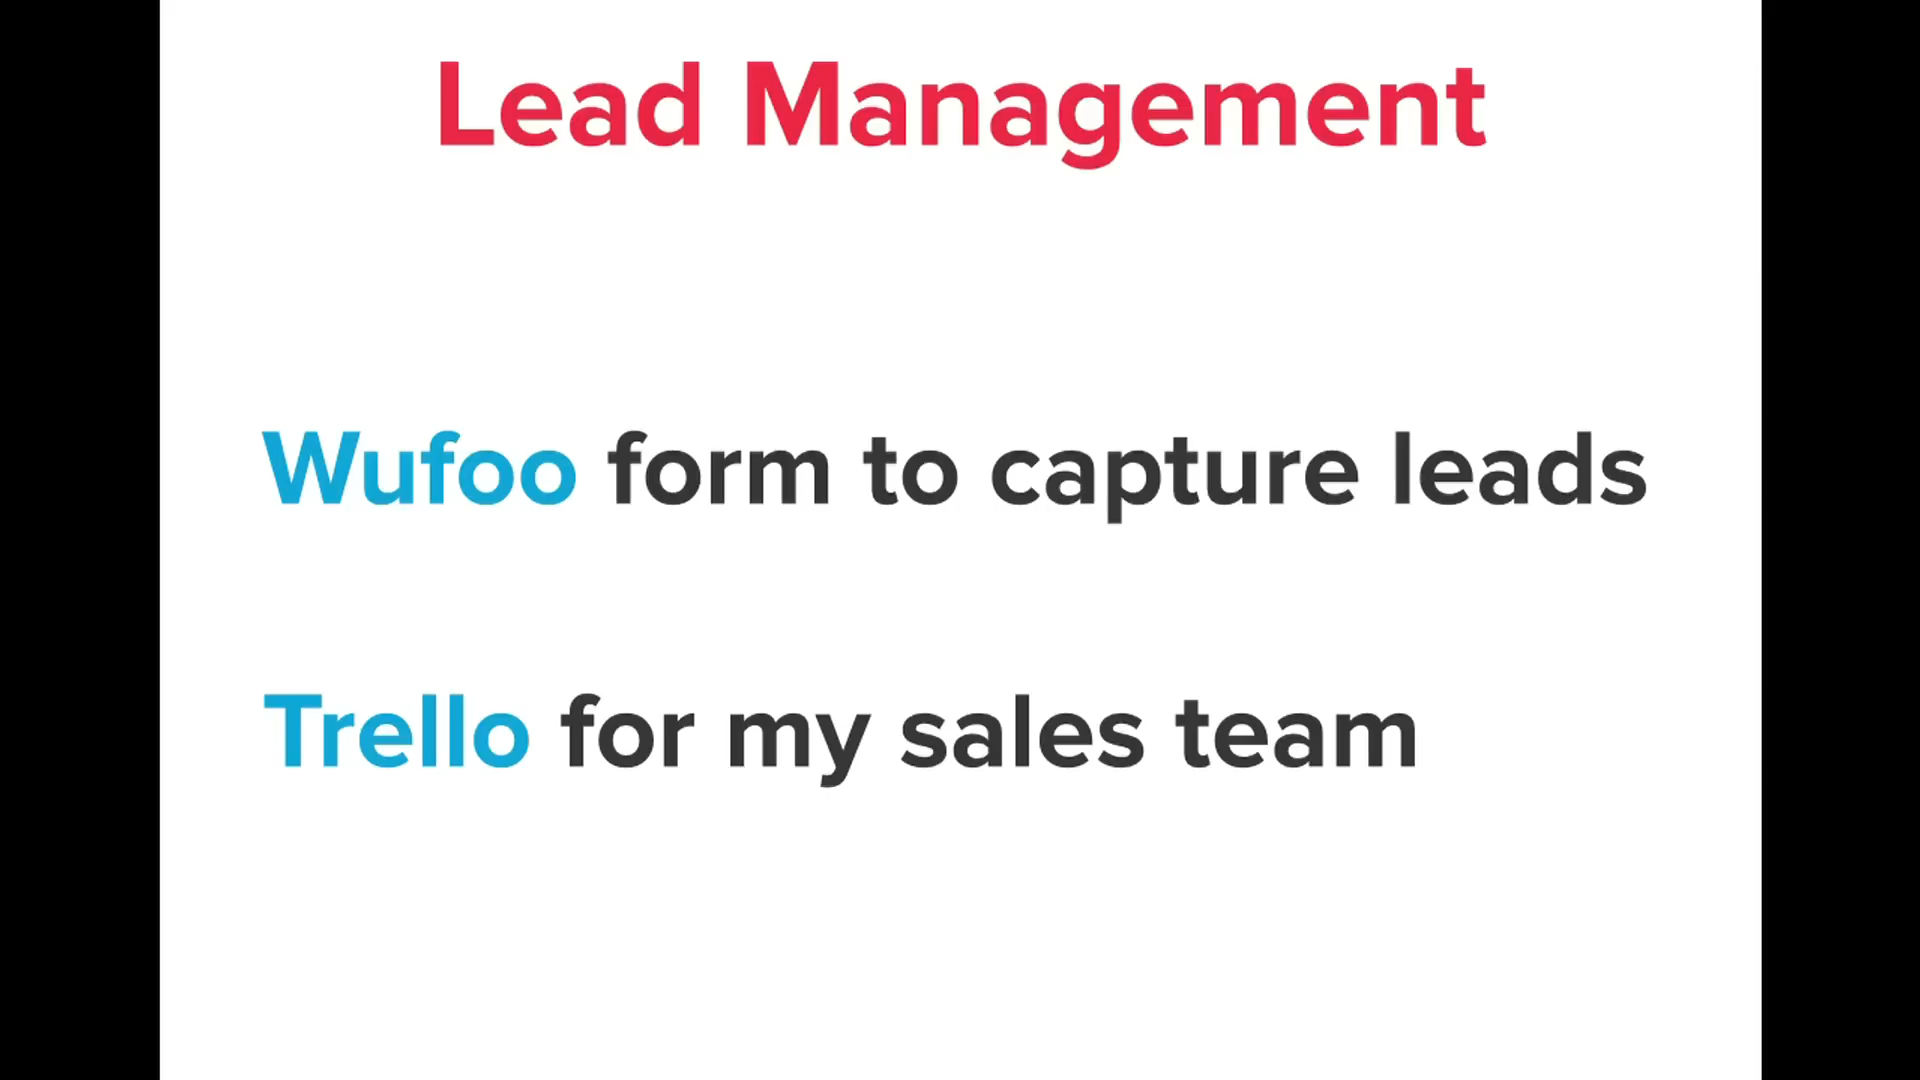 Lead Management
Wufoo form to capture leads
Trello for my sales team